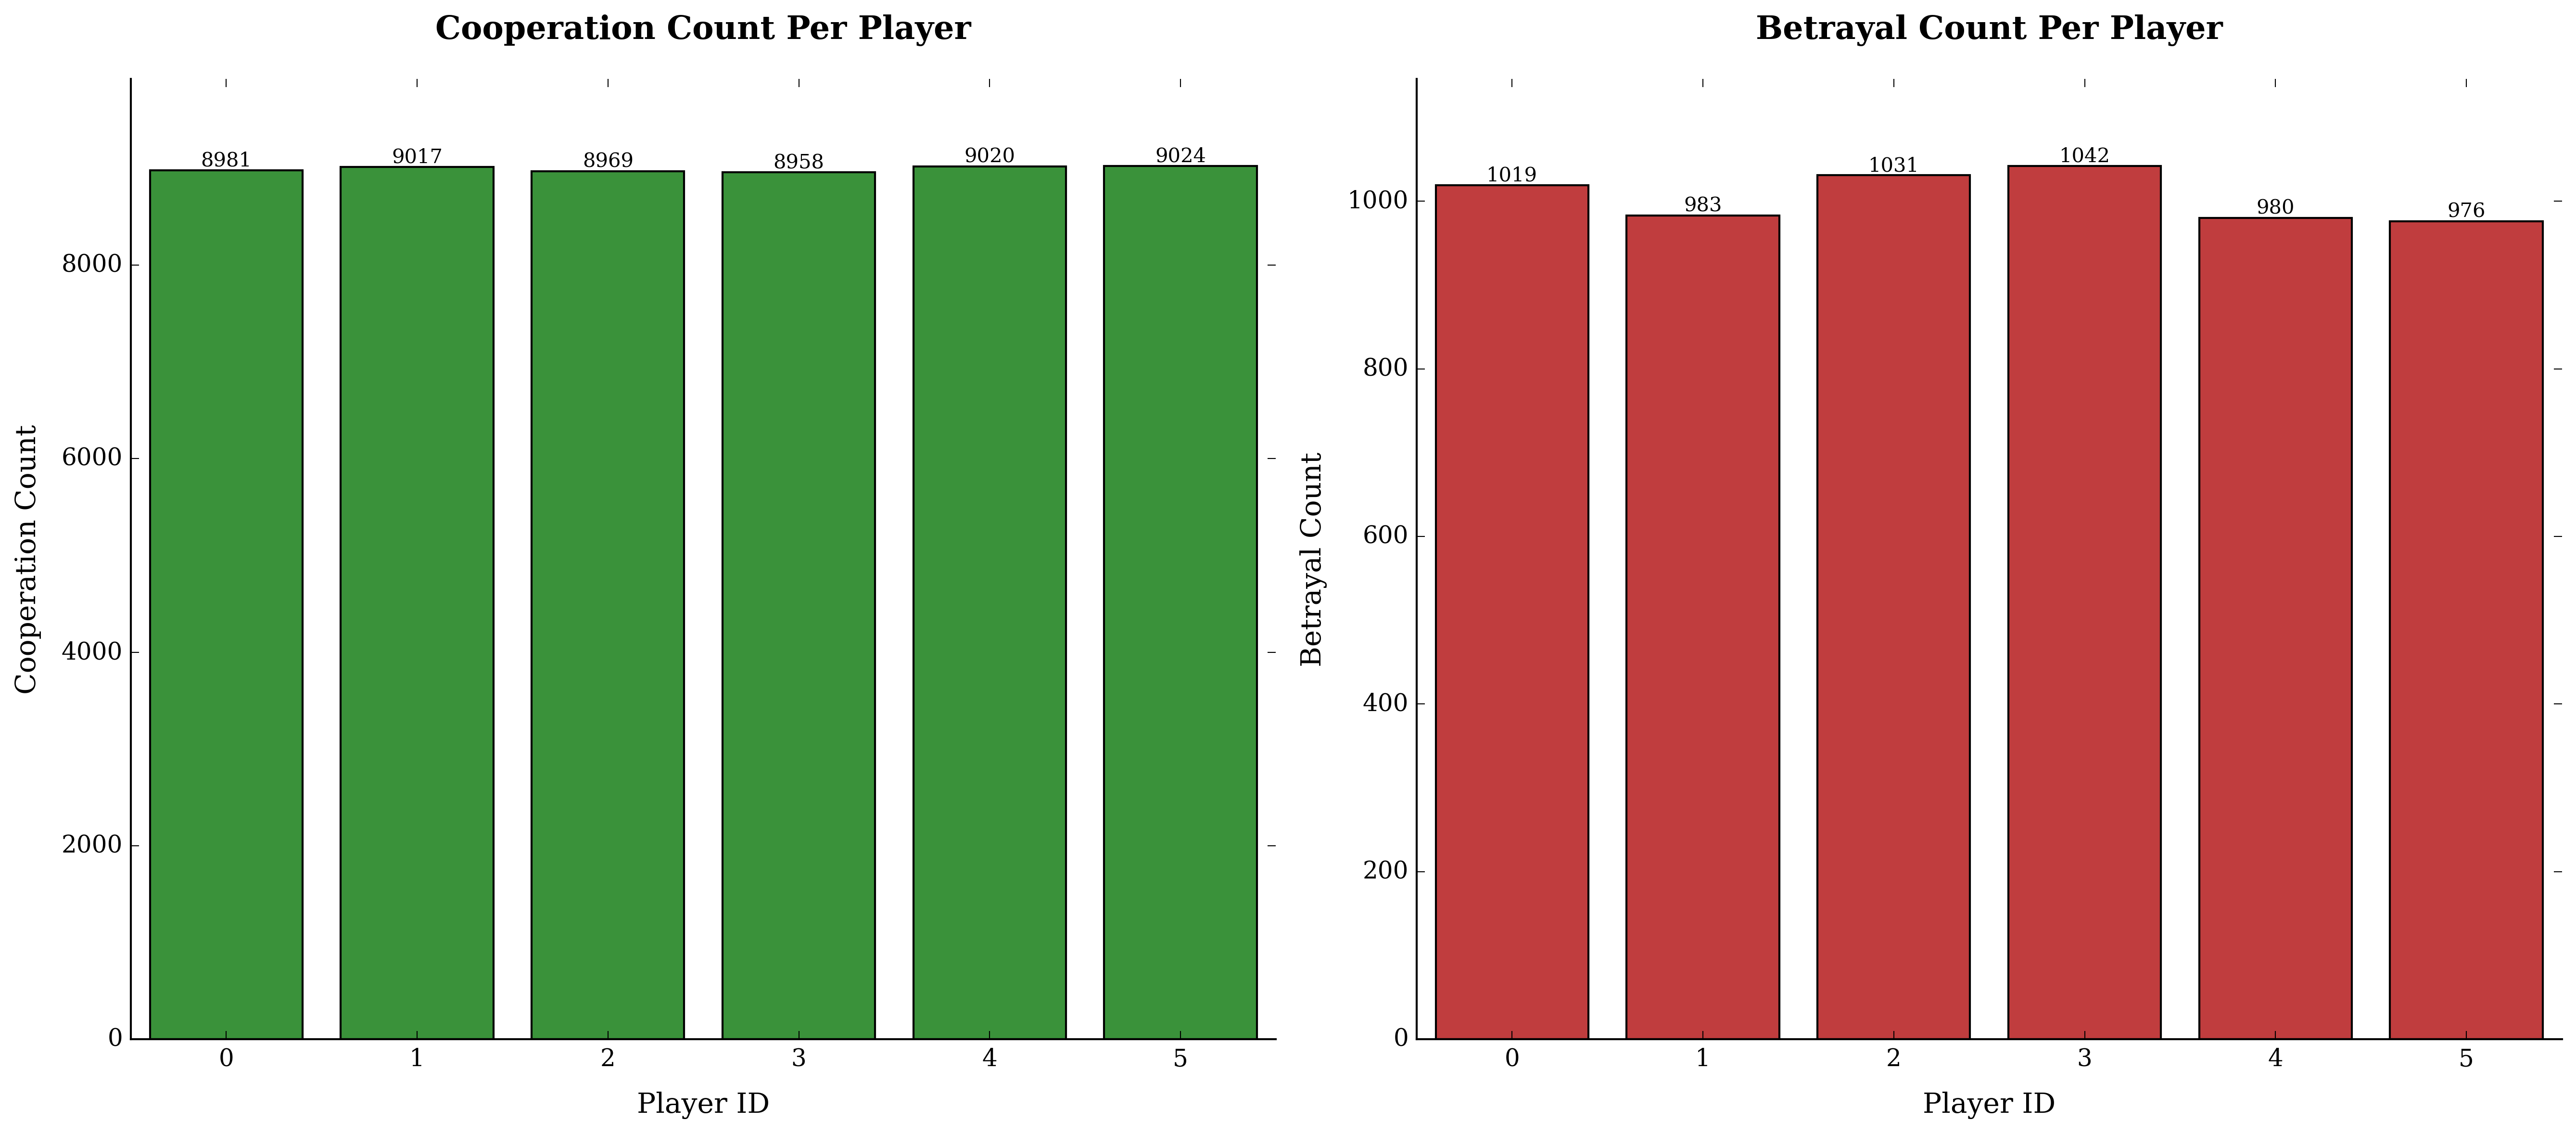 Cooperation Count Per Player
Cooperation Count
8000
6000
4000
2000
0
8981
9017
8969
8958
9020
9024
0 1 2 3 4 5
Player ID
Betrayal Count Per Player
Betrayal Count
1000
800
600
400
200
0
1019
983
1031
1042
980
976
0 1 2 3 4 5
Player ID